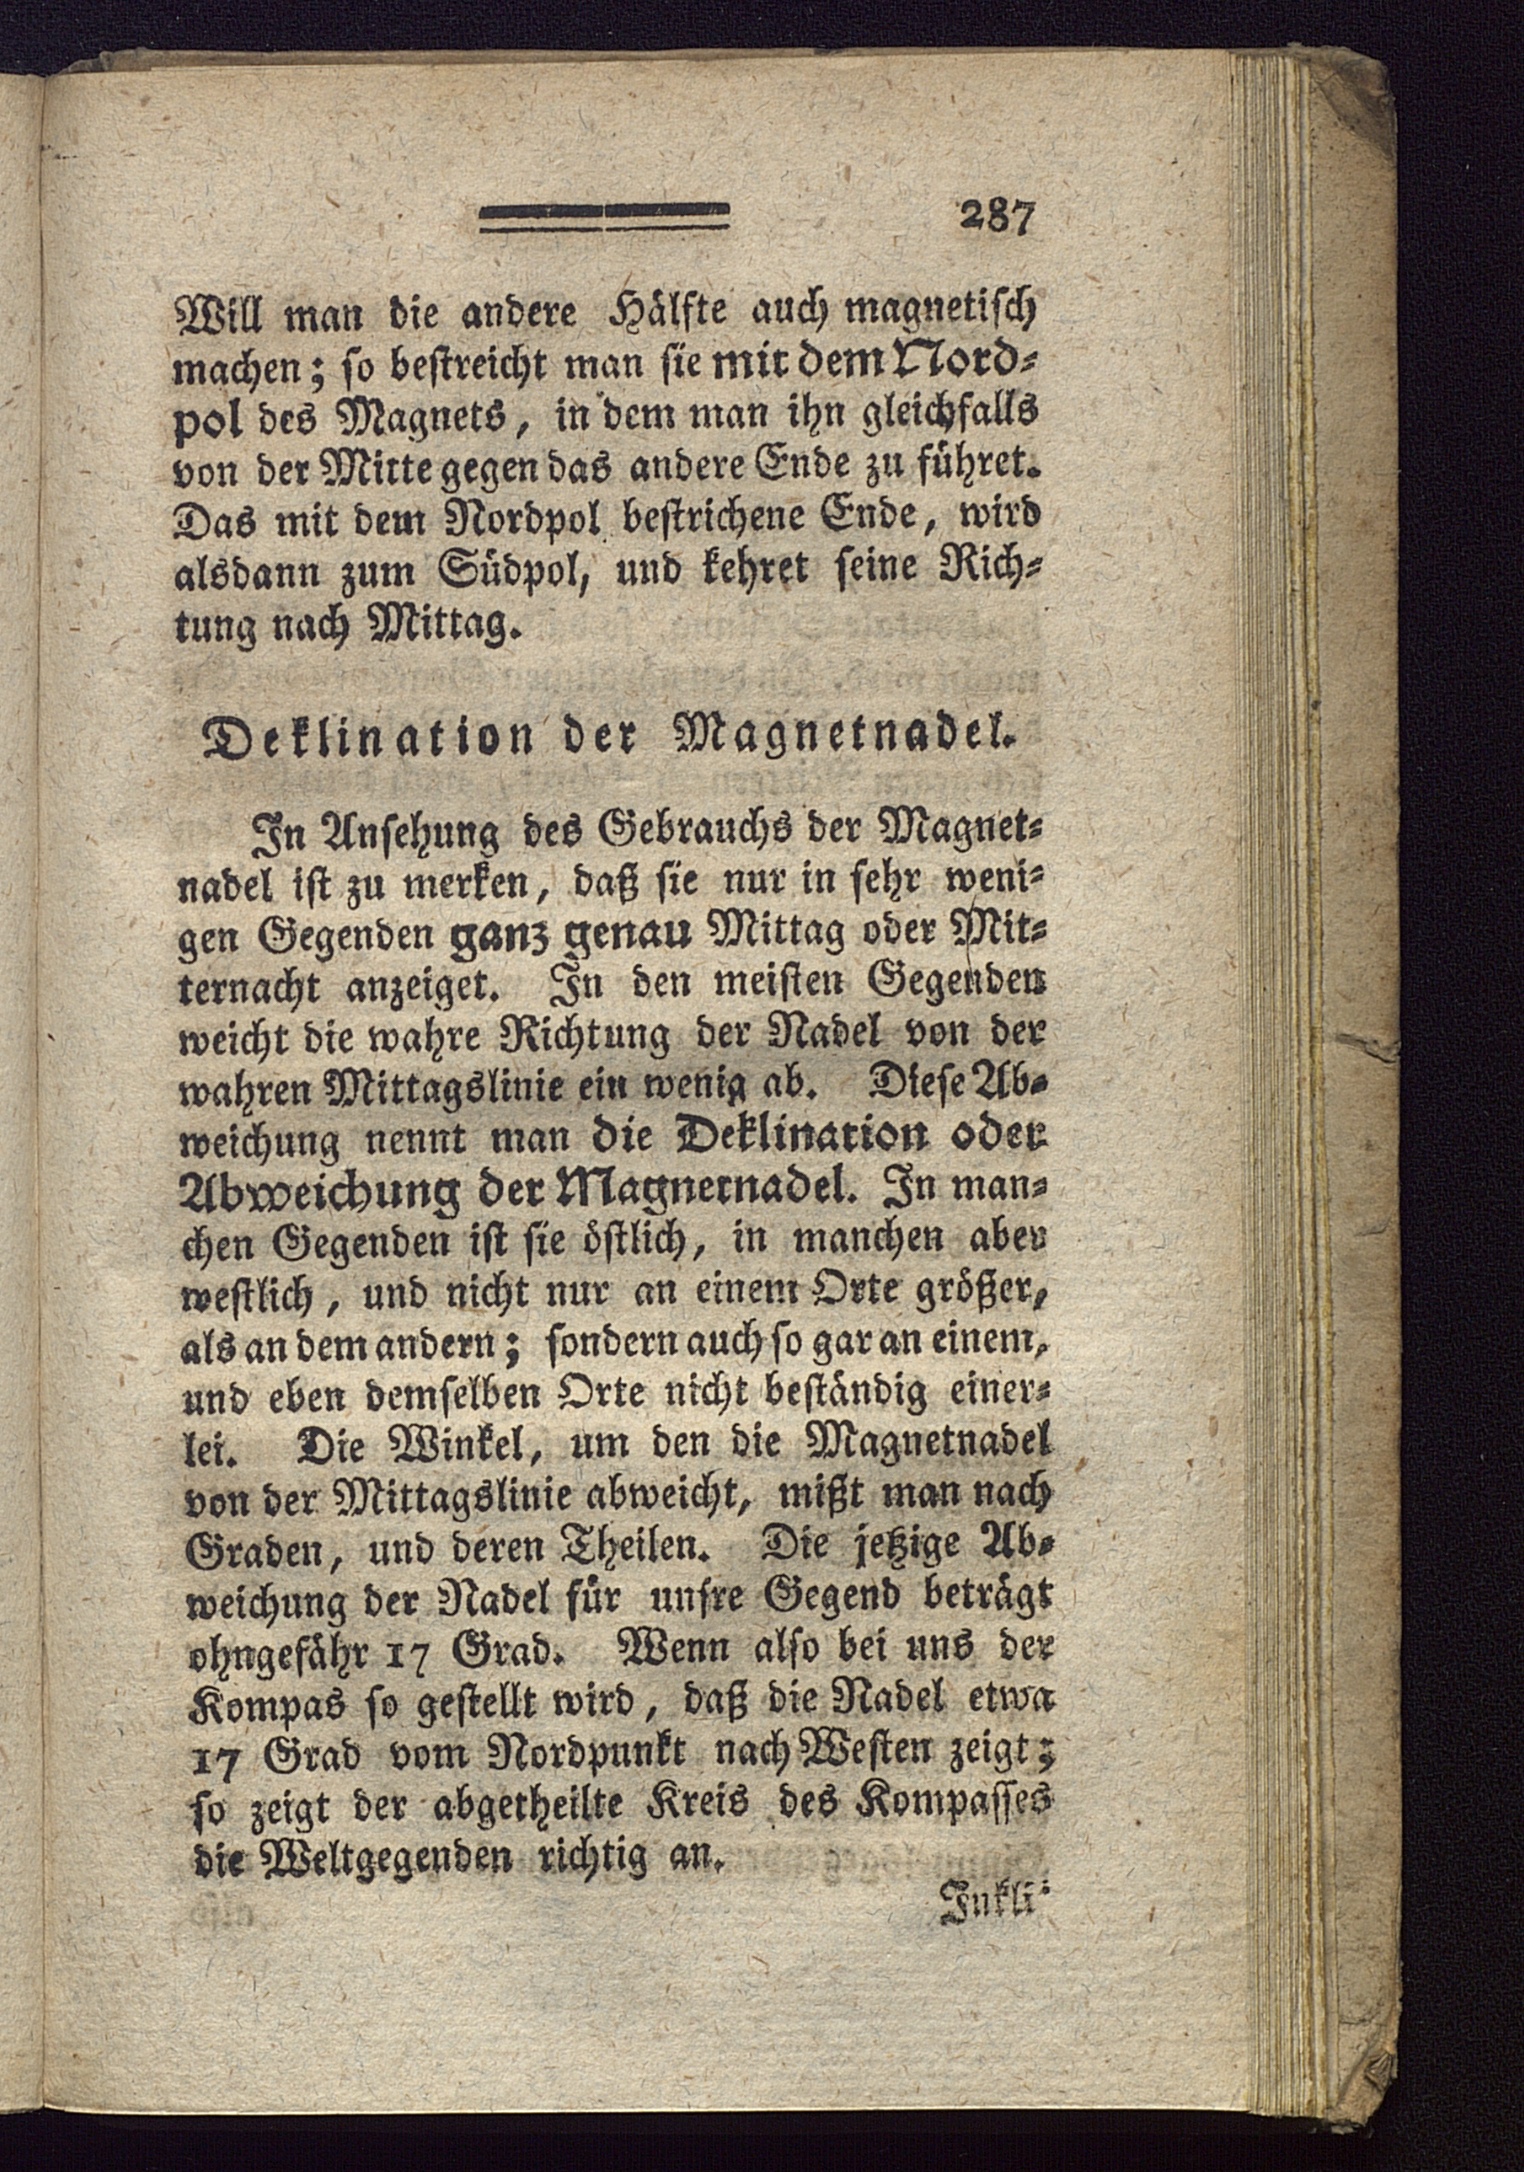 287
Will man die andere Hälfte auch magnetisch
machen; so bestreicht man sie mit dem Nord-
pol des Magnets, in dem man ihn gleichfalls
von der Mitte gegen das andere Ende zu führet.
Das mit dem Nordpol bestrichene Ende, wird
alsdann zum Südpol, und kehret seine Rich-
tung nach Mittag.
Deklination der Magnetnadel.
In Ansehung des Gebrauchs der Magnet-
nadel ist zu merken, daß sie nur in sehr weni-
gen Gegenden ganz genau Mittag oder Mit-
ternacht anzeiget. In den meisten Gegenden
weicht die wahre Richtung der Nadel von der
wahren Mittagslinie ein wenig ab. Diese Ab-
weichung nennt man die Deklination oder
Abweichung der Magnetnadel. In man-
chen Gegenden ist sie östlich, in manchen aber
westlich, und nicht nur an einem Orte größer,
als an dem andern; sondern auch so gar an einem,
und eben demselben Orte nicht beständig einer-
lei. Die Winkel, um den die Magnetnadel
von der Mittagslinie abweicht, mißt man nach
Graden, und deren Theilen. Die jetzige Ab-
weichung der Nadel für unsre Gegend beträgt
ohngefähr 17 Grad. Wenn also bei uns der
Kompas so gestellt wird, daß die Nadel etwa
17 Grad vom Nordpunkt nach Westen zeigt;
so zeigt der abgetheilte Kreis des Kompasses
die Weltgegenden richtig an.
Inkli-